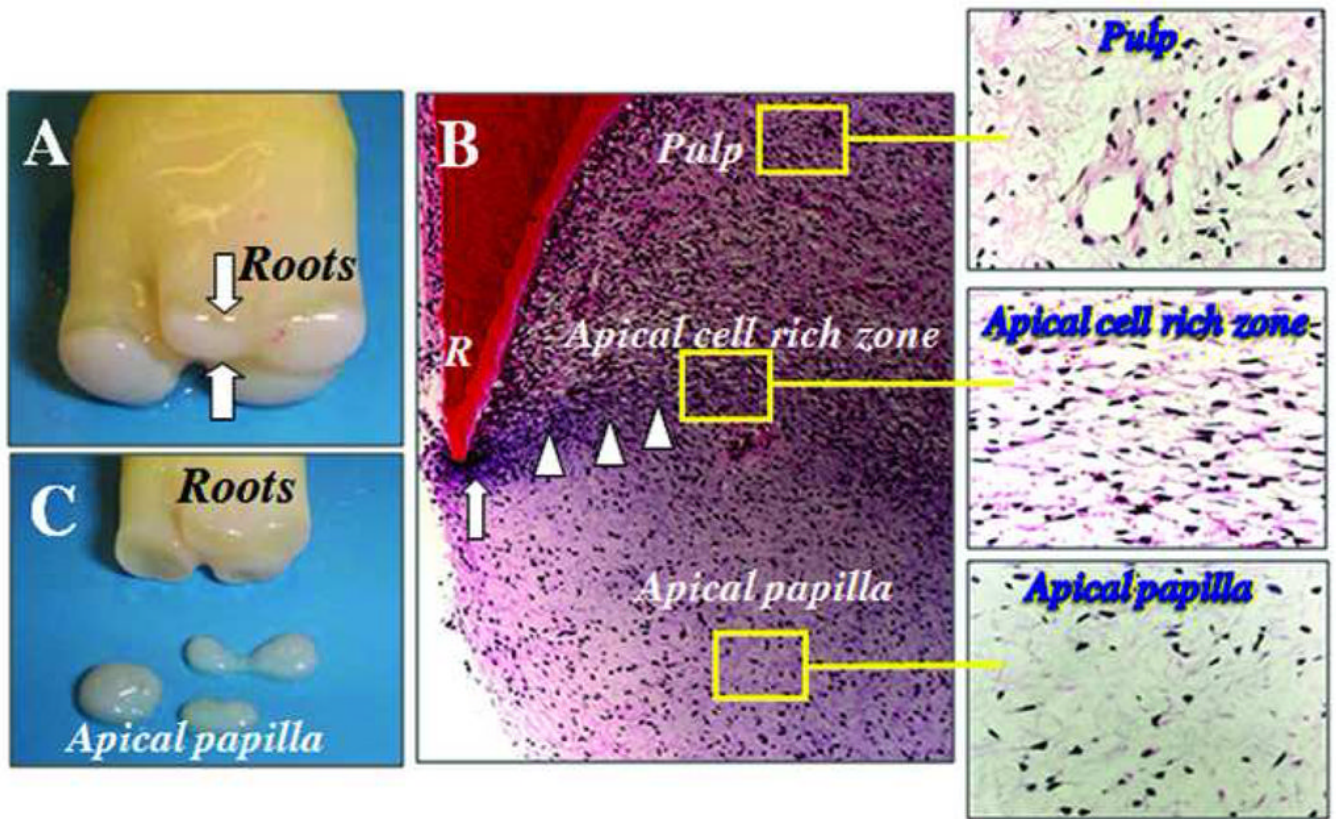 A
Roots
C
Roots
Apical papilla
B
Pulp
R
Apical cell rich zone
Apical papilla
Pulp
Apical cell rich zone
Apical papilla